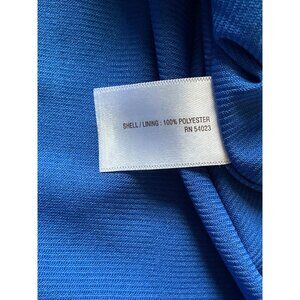 SHELL / LINING : 100% POLYESTER
RN 54023